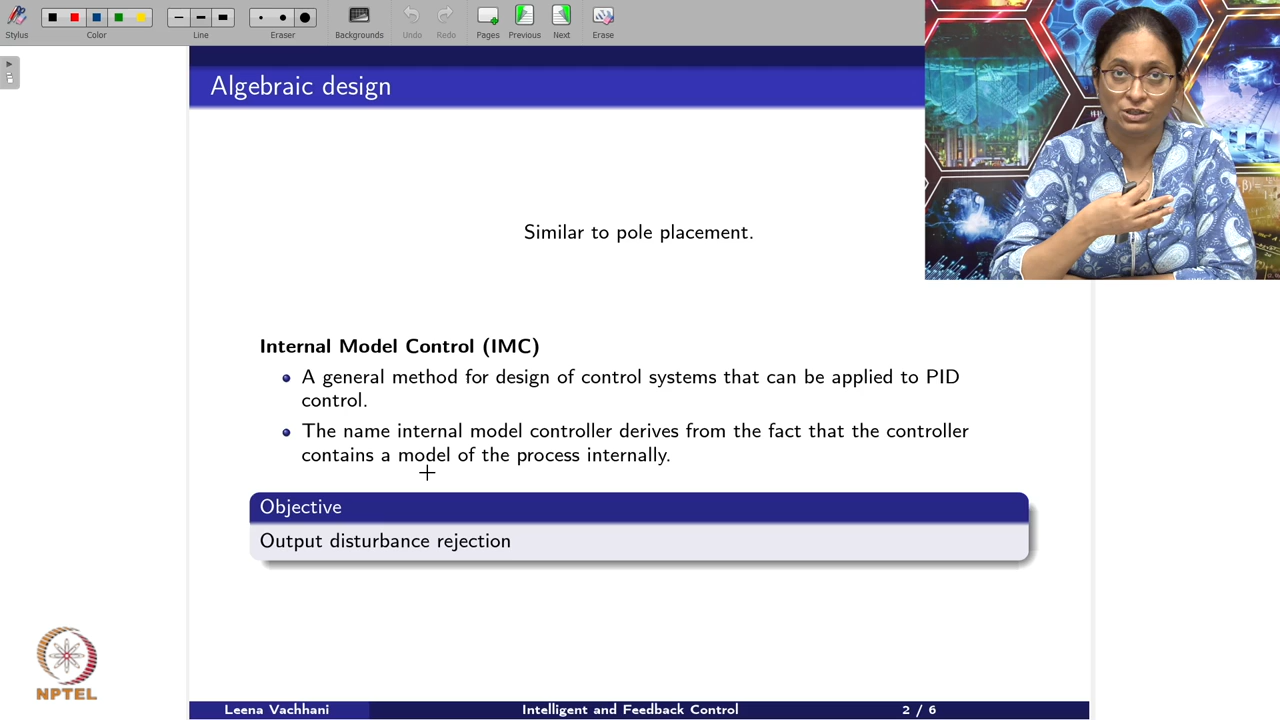 Stylus
Color
Line
Eraser
Backgrounds
Undo
Redo
Pages
Previous
Next
Erase
Algebraic design
Similar to pole placement.
Internal Model Control (IMC)
A general method for design of control systems that can be applied to PID
control.
The name internal model controller derives from the fact that the controller
contains a model of the process internally.
Objective
Output disturbance rejection
NPTEL
Leena Vachhani
Intelligent and Feedback Control
2 / 6